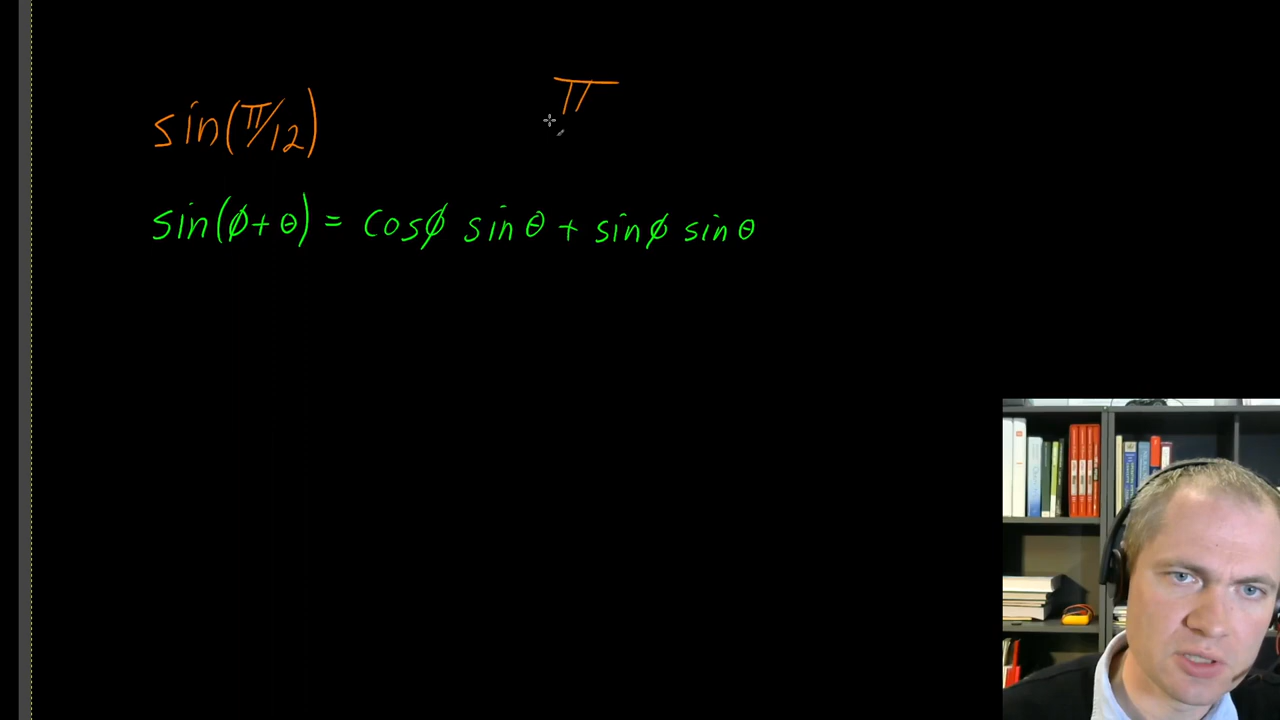 sin(π/12)
π
sin(φ+θ) = cosφ sinθ + sinφ sinθ